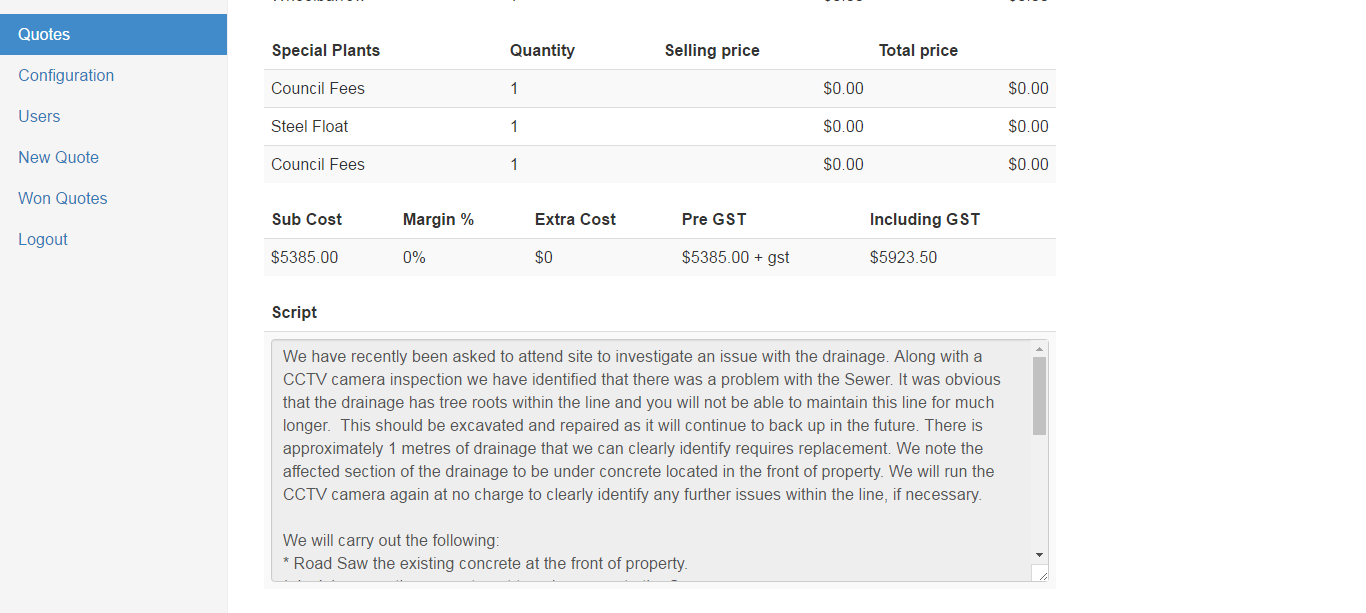 Quotes
Configuration
Users
New Quote
Won Quotes
Logout
Special Plants Quantity Selling price Total price
Council Fees 1 $0.00 $0.00
Steel Float 1 $0.00 $0.00
Council Fees 1 $0.00 $0.00
Sub Cost Margin % Extra Cost Pre GST Including GST
$5385.00 0% $0 $5385.00 + gst $5923.50
Script
We have recently been asked to attend site to investigate an issue with the drainage. Along with a
CCTV camera inspection we have identified that there was a problem with the Sewer. It was obvious
that the drainage has tree roots within the line and you will not be able to maintain this line for much
longer.  This should be excavated and repaired as it will continue to back up in the future. There is
approximately 1 metres of drainage that we can clearly identify requires replacement. We note the
affected section of the drainage to be under concrete located in the front of property. We will run the
CCTV camera again at no charge to clearly identify any further issues within the line, if necessary.
We will carry out the following:
* Road Saw the existing concrete at the front of property.